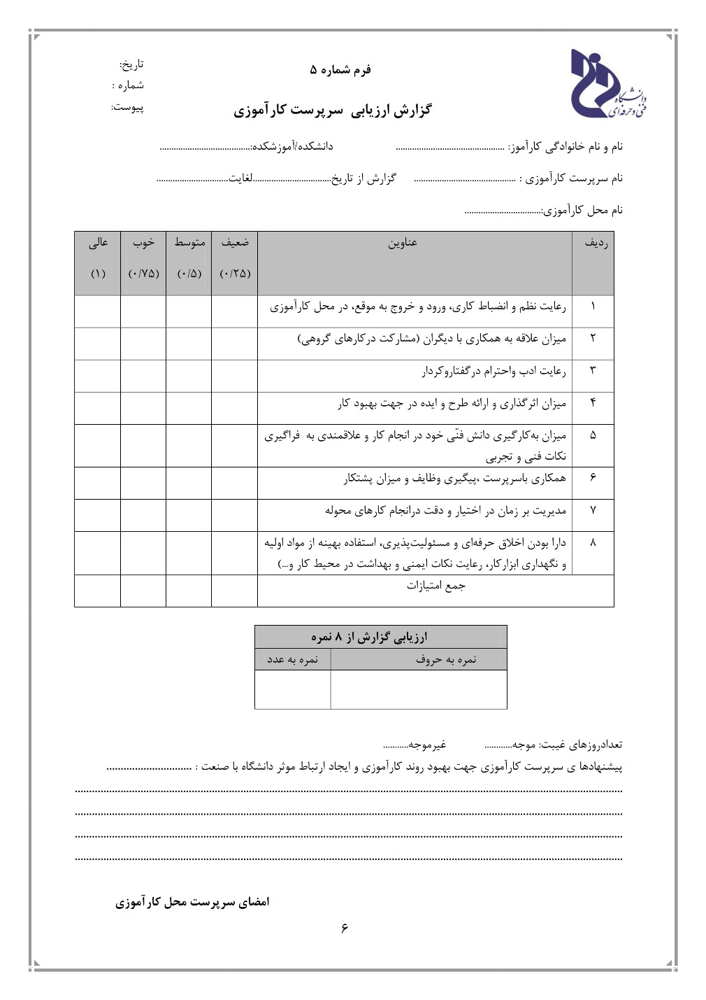 دانشگاه
فنی و حرفه‌ای
فرم شماره ۵
تاریخ:
شماره :
پیوست:
گزارش ارزیابی سرپرست کارآموزی
نام و نام خانوادگی کارآموز: ............................................... دانشکده/آموزشکده:.......................................
نام سرپرست کارآموزی : ............................................ گزارش از تاریخ..................................لغایت...............................
نام محل کارآموزی:.................................
ردیف عناوین ضعیف متوسط خوب عالی
(۰/۲۵) (۰/۵) (۰/۷۵) (۱)
۱ رعایت نظم و انضباط کاری، ورود و خروج به موقع، در محل کارآموزی
۲ میزان علاقه به همکاری با دیگران (مشارکت درکارهای گروهی)
۳ رعایت ادب واحترام درگفتاروکردار
۴ میزان اثرگذاری و ارائه طرح و ایده در جهت بهبود کار
۵ میزان به‌کارگیری دانش فنّی خود در انجام کار و علاقمندی به فراگیری
نکات فنی و تجربی
۶ همکاری باسرپرست ،پیگیری وظایف و میزان پشتکار
۷ مدیریت بر زمان در اختیار و دقت درانجام کارهای محوله
۸ دارا بودن اخلاق حرفه‌ای و مسئولیت‌پذیری، استفاده بهینه از مواد اولیه
و نگهداری ابزارکار، رعایت نکات ایمنی و بهداشت در محیط کار و...)
جمع امتیازات
ارزیابی گزارش از ۸ نمره
نمره به حروف نمره به عدد
تعدادروزهای غیبت: موجه............ غیرموجه...........
پیشنهادها ی سرپرست کارآموزی جهت بهبود روند کارآموزی و ایجاد ارتباط موثر دانشگاه با صنعت : ..............................
امضای سرپرست محل کارآموزی
۶